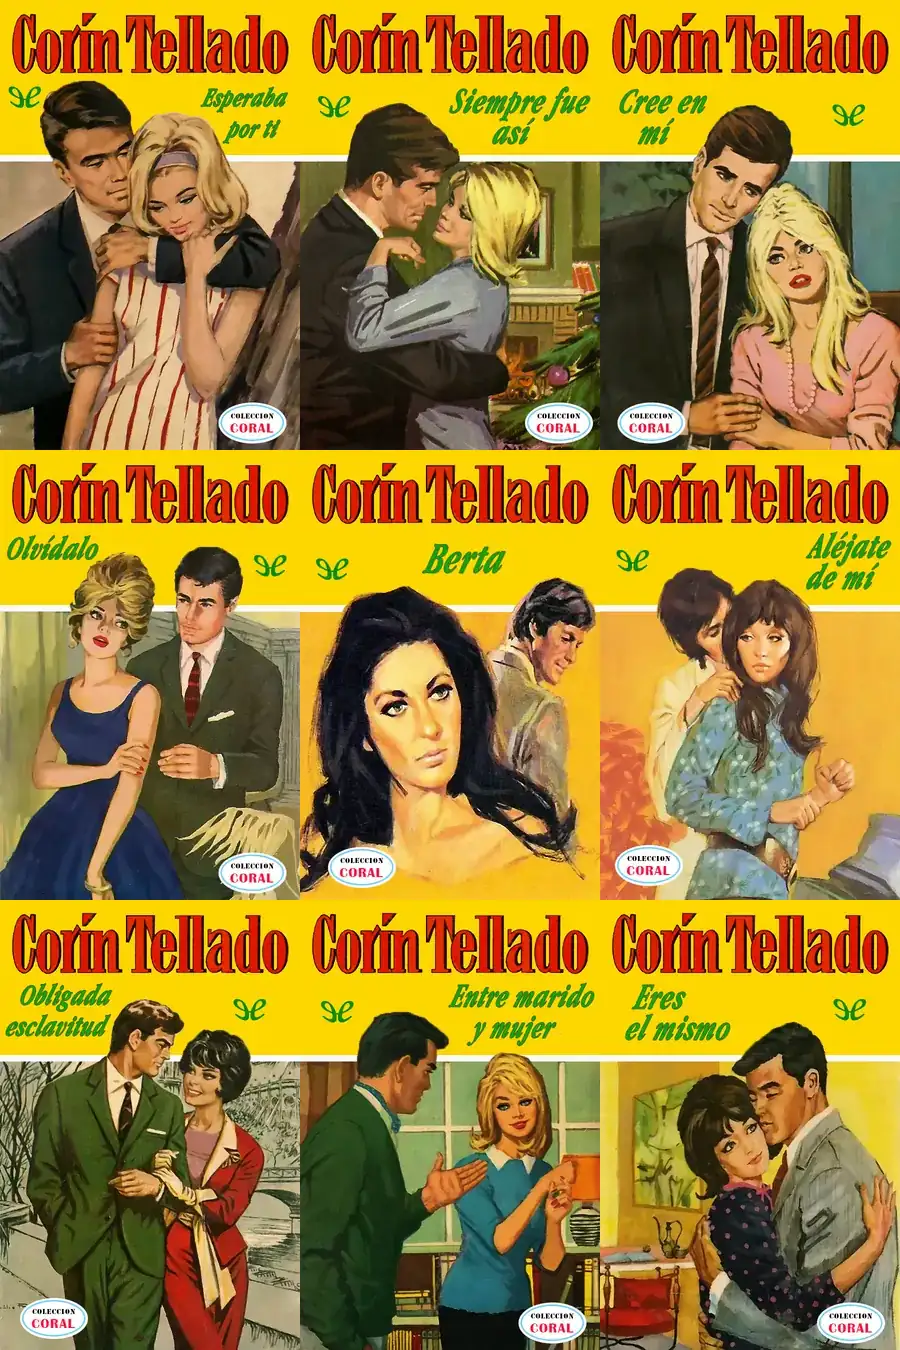 Corín Tellado
Esperaba
por ti
COLECCION
CORAL
Corín Tellado
Siempre fue
así
COLECCION
CORAL
Corín Tellado
Cree en
mí
COLECCION
CORAL
Corín Tellado
Olvídalo
COLECCION
CORAL
Corín Tellado
Berta
COLECCION
CORAL
Corín Tellado
Aléjate
de mí
COLECCION
CORAL
Corín Tellado
Obligada
esclavitud
COLECCION
CORAL
Corín Tellado
Entre marido
y mujer
COLECCION
CORAL
Corín Tellado
Eres
el mismo
COLECCION
CORAL